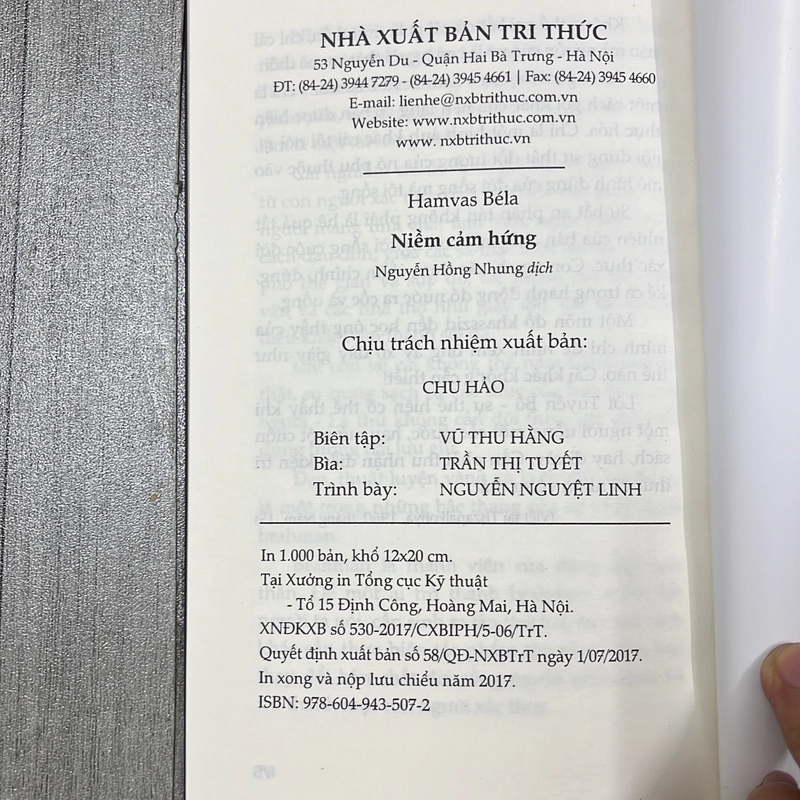 NHÀ XUẤT BẢN TRI THỨC
53 Nguyễn Du - Quận Hai Bà Trưng - Hà Nội
ĐT: (84-24) 3944 7279 - (84-24) 3945 4661 | Fax: (84-24) 3945 4660
E-mail: lienhe@nxbtrithuc.com.vn
Website: www.nxbtrithuc.com.vn
www. nxbtrithuc.vn
Hamvas Béla
Niềm cảm hứng
Nguyễn Hồng Nhung dịch
Chịu trách nhiệm xuất bản:
CHU HẢO
Biên tập: VŨ THU HẰNG
Bìa: TRẦN THỊ TUYẾT
Trình bày: NGUYỄN NGUYỆT LINH
In 1.000 bản, khổ 12x20 cm.
Tại Xưởng in Tổng cục Kỹ thuật
- Tổ 15 Định Công, Hoàng Mai, Hà Nội.
XNĐKXB số 530-2017/CXBIPH/5-06/TrT.
Quyết định xuất bản số 58/QĐ-NXBTrT ngày 1/07/2017.
In xong và nộp lưu chiểu năm 2017.
ISBN: 978-604-943-507-2